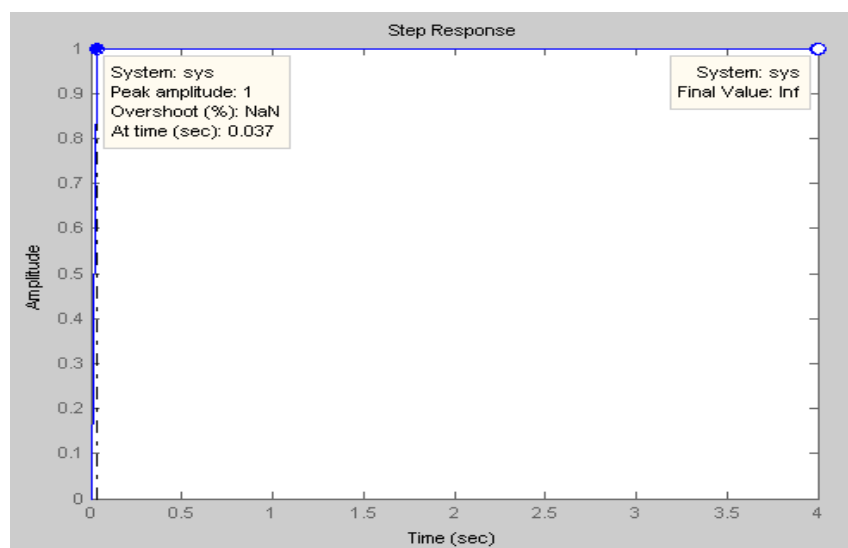 Step Response
System: sys
Peak amplitude: 1
Overshoot (%): NaN
At time (sec): 0.037
System: sys
Final Value: Inf
Amplitude
1
0.9
0.8
0.7
0.6
0.5
0.4
0.3
0.2
0.1
0
0 0.5 1 1.5 2 2.5 3 3.5 4
Time (sec)